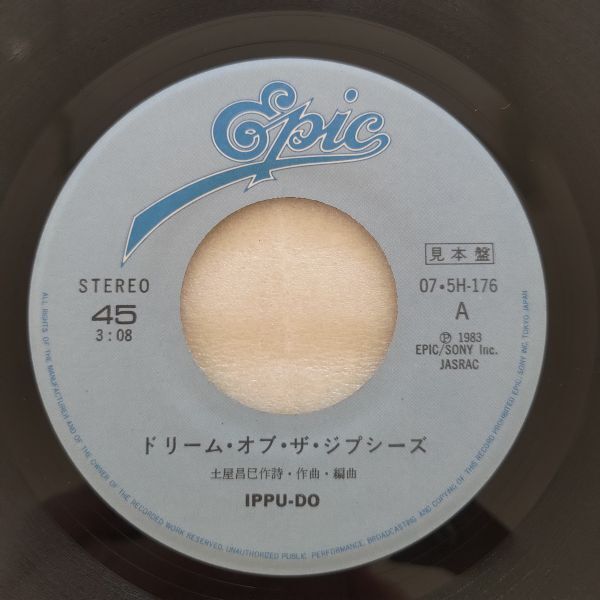 Epic
STEREO
45
3:08
見本盤
07・5H-176
A
Ⓟ 1983
EPIC/SONY Inc.
JASRAC
ドリーム・オブ・ザ・ジプシーズ
土屋昌巳作詩・作曲・編曲
IPPU-DO
ALL RIGHTS OF THE MANUFACTURER AND OF THE OWNER OF THE RECORDED WORK RESERVED. UNAUTHORIZED PUBLIC PERFORMANCE, BROADCASTING AND COPYING OF THIS RECORD PROHIBITED EPIC/SONY INC. TOKYO JAPAN